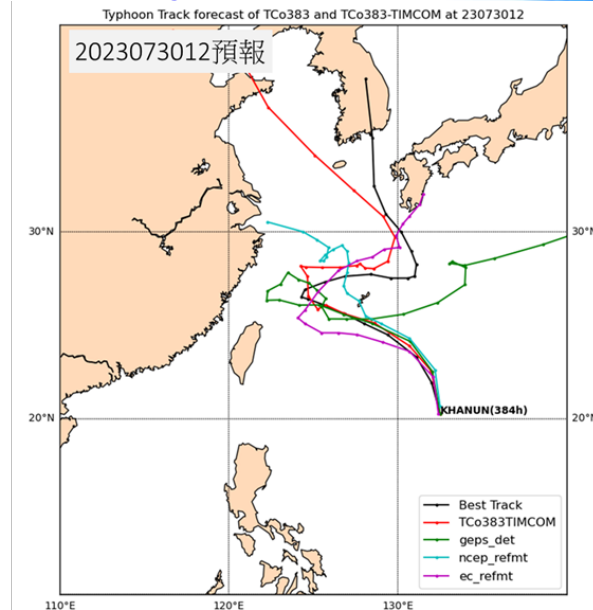 Typhoon Track forecast of TCo383 and TCo383-TIMCOM at 23073012
2023073012預報
30°N
30°N
20°N
20°N
KHANUN(384h)
Best Track
TCo383TIMCOM
geps_det
ncep_refmt
ec_refmt
110°E
120°E
130°E